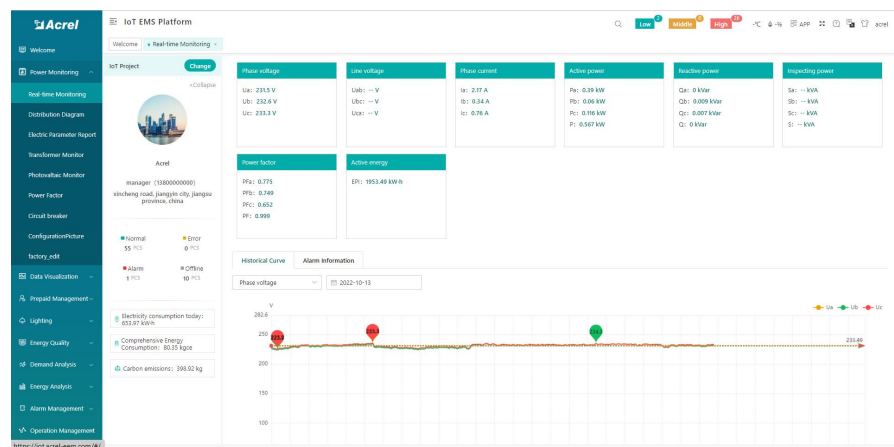 Acrel
IoT EMS Platform
Low 2 Middle 0 High 78 -℃ -% APP acrel
Welcome
Power Monitoring
Real-time Monitoring
Distribution Diagram
Electric Parameter Report
Transformer Monitor
Photovoltaic Monitor
Power Factor
Circuit breaker
ConfigurationPicture
factory_edit
Data Visualization
Prepaid Management
Lighting
Energy Quality
Demand Analysis
Energy Analysis
Alarm Management
Operation Management
https://iot.acrel-eem.com/#/
Welcome Real-time Monitoring ×
IoT Project Change
<Collapse
Acrel
manager (13800000000)
xincheng road, jiangyin city, jiangsu
province, china
Normal Error
55 PCS 0 PCS
Alarm Offline
1 PCS 10 PCS
Electricity consumption today:
653.97 kW·h
Comprehensive Energy
Consumption: 80.35 kgce
Carbon emissions: 398.92 kg
Phase voltage
Ua: 231.5 V
Ub: 232.6 V
Uc: 233.3 V
Line voltage
Uab: -- V
Ubc: -- V
Uca: -- V
Phase current
Ia: 2.17 A
Ib: 0.34 A
Ic: 0.76 A
Active power
Pa: 0.39 kW
Pb: 0.06 kW
Pc: 0.116 kW
P: 0.567 kW
Reactive power
Qa: 0 kVar
Qb: 0.009 kVar
Qc: 0.007 kVar
Q: 0 kVar
Inspecting power
Sa: -- kVA
Sb: -- kVA
Sc: -- kVA
S: -- kVA
Power factor
PFa: 0.775
PFb: 0.749
PFc: 0.652
PF: 0.999
Active energy
EPI: 1953.49 kW·h
Historical Curve Alarm Information
Phase voltage 2022-10-13
V
Ua Ub Uc
282.6
250
200
150
100
231.49